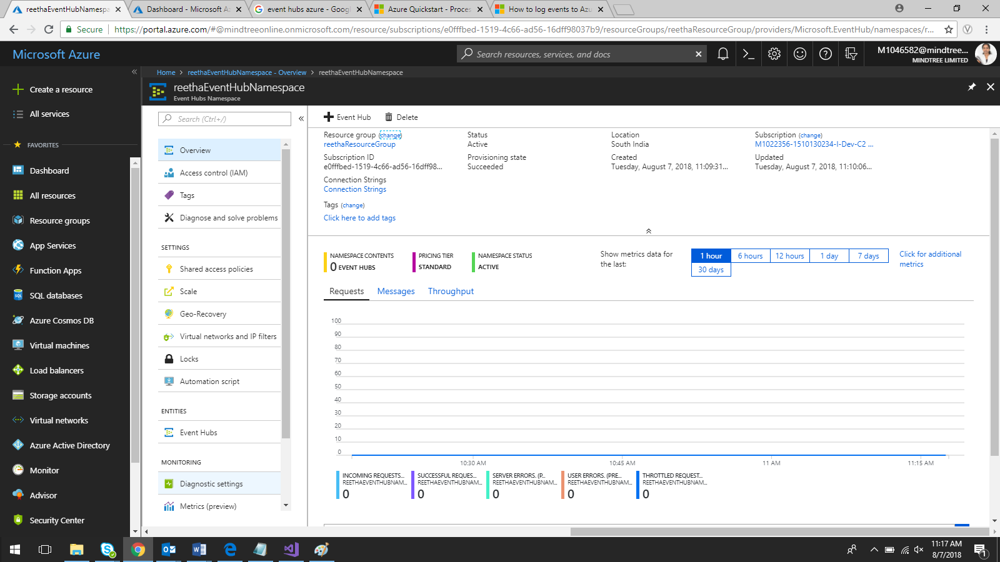 reethaEventHubNamespa
Dashboard - Microsoft A
event hubs azure - Googl
Azure Quickstart - Proces
How to log events to Azu
Secure
https://portal.azure.com/#@mindtreeonline.onmicrosoft.com/resource/subscriptions/e0fffbed-1519-4c66-ad56-16dff98037b9/resourceGroups/reethaResourceGroup/providers/Microsoft.EventHub/namespaces/r...
Microsoft Azure
Search resources, services, and docs
M1046582@mindtree...
MINDTREE LIMITED
Home > reethaEventHubNamespace - Overview > reethaEventHubNamespace
reethaEventHubNamespace
Event Hubs Namespace
Create a resource
All services
FAVORITES
Dashboard
All resources
Resource groups
App Services
Function Apps
SQL databases
Azure Cosmos DB
Virtual machines
Load balancers
Storage accounts
Virtual networks
Azure Active Directory
Monitor
Advisor
Security Center
Search (Ctrl+/)
Overview
Access control (IAM)
Tags
Diagnose and solve problems
SETTINGS
Shared access policies
Scale
Geo-Recovery
Virtual networks and IP filters
Locks
Automation script
ENTITIES
Event Hubs
MONITORING
Diagnostic settings
Metrics (preview)
Event Hub
Delete
Resource group (change)
reethaResourceGroup
Status
Active
Location
South India
Subscription (change)
M1022356-1510130234-I-Dev-C2 ...
Subscription ID
e0fffbed-1519-4c66-ad56-16dff98...
Provisioning state
Succeeded
Created
Tuesday, August 7, 2018, 11:09:31...
Updated
Tuesday, August 7, 2018, 11:10:06...
Connection Strings
Connection Strings
Tags (change)
Click here to add tags
NAMESPACE CONTENTS
0 EVENT HUBS
PRICING TIER
STANDARD
NAMESPACE STATUS
ACTIVE
Show metrics data for
the last:
1 hour
6 hours
12 hours
1 day
7 days
30 days
Click for additional
metrics
Requests
Messages
Throughput
100
90
80
70
60
50
40
30
20
10
0
10:30 AM
10:45 AM
11 AM
11:15 AM
INCOMING REQUESTS...
REETHAEVENTHUBNAM...
0
SUCCESSFUL REQUES...
REETHAEVENTHUBNAM...
0
SERVER ERRORS. (P...
REETHAEVENTHUBNAM...
0
USER ERRORS. (PRE...
REETHAEVENTHUBNAM...
0
THROTTLED REQUEST...
REETHAEVENTHUBNAM...
0
11:17 AM
8/7/2018
1